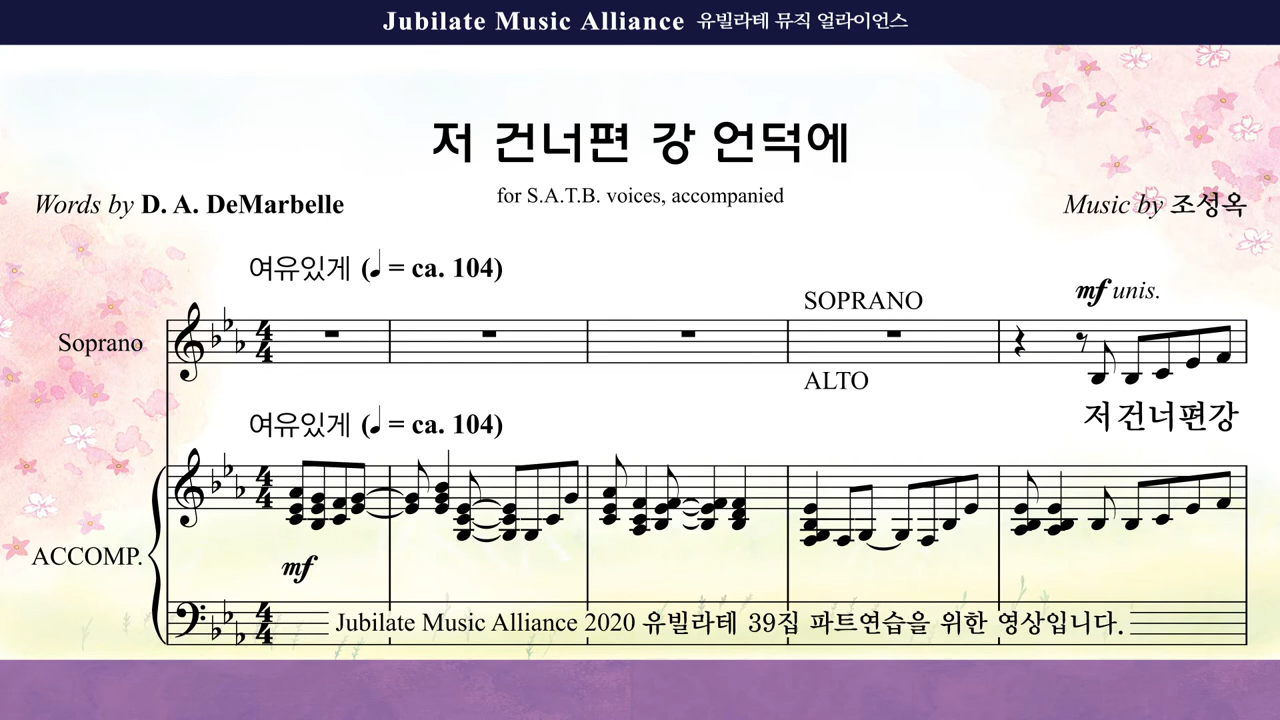 Jubilate Music Alliance 유빌라테 뮤직 얼라이언스
저 건너편 강 언덕에
for S.A.T.B. voices, accompanied
Words by D. A. DeMarbelle
Music by 조성옥
여유있게 (♩ = ca. 104)
mf unis.
SOPRANO
Soprano
ALTO
저 건너편 강
여유있게 (♩ = ca. 104)
ACCOMP.
mf
Jubilate Music Alliance 2020 유빌라테 39집 파트연습을 위한 영상입니다.